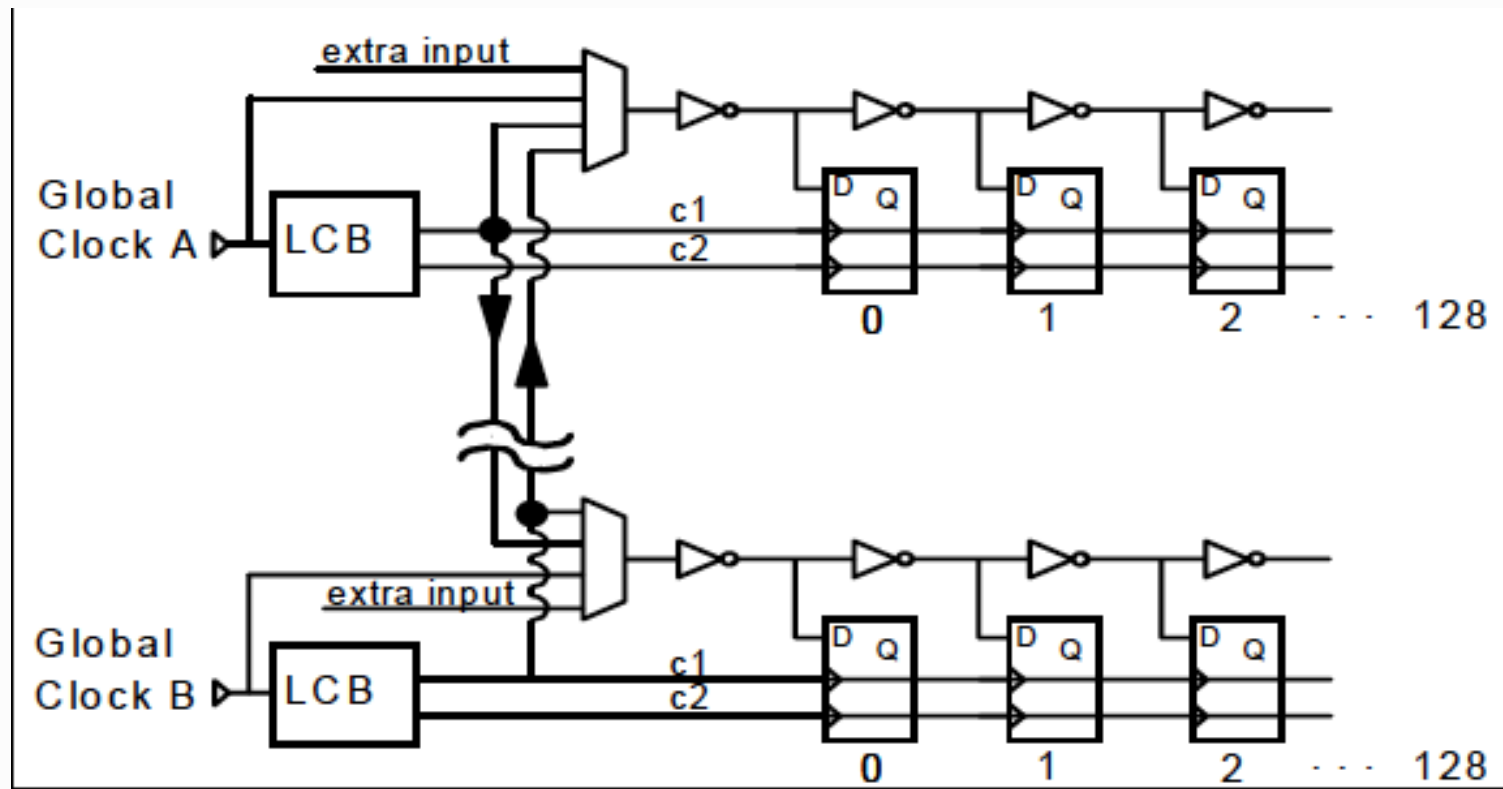 extra input
Global
Clock A
LCB
c1
c2
D Q
D Q
D Q
0 1 2 . . . 128
extra input
Global
Clock B
LCB
c1
c2
D Q
D Q
D Q
0 1 2 . . . 128